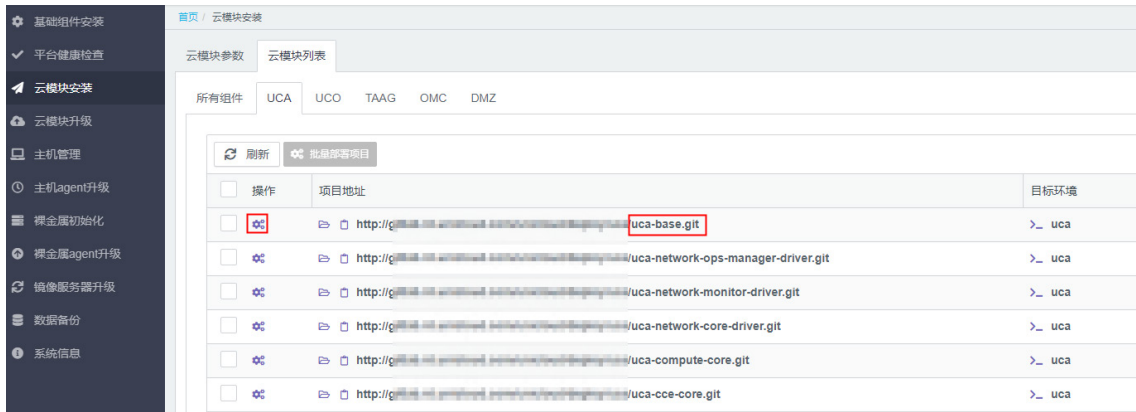 基础组件安装
平台健康检查
云模块安装
云模块升级
主机管理
主机agent升级
裸金属初始化
裸金属agent升级
镜像服务器升级
数据备份
系统信息
首页 / 云模块安装
云模块参数 云模块列表
所有组件 UCA UCO TAAG OMC DMZ
刷新 批量部署项目
操作 项目地址 目标环境
http://g /uca-base.git >_ uca
http://g /uca-network-ops-manager-driver.git >_ uca
http://g /uca-network-monitor-driver.git >_ uca
http://g /uca-network-core-driver.git >_ uca
http://g /uca-compute-core.git >_ uca
http://g /uca-cce-core.git >_ uca